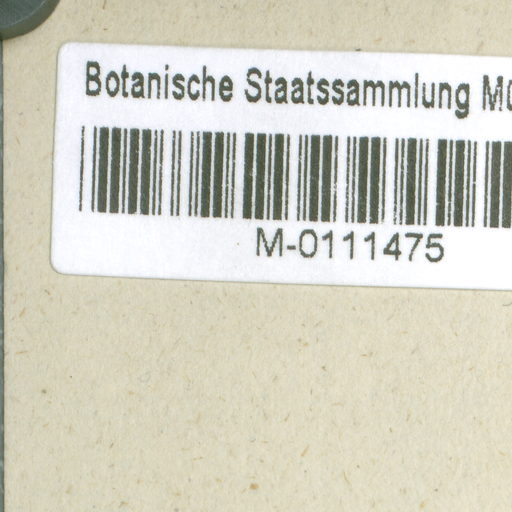 Botanische Staatssammlung
M-0111475